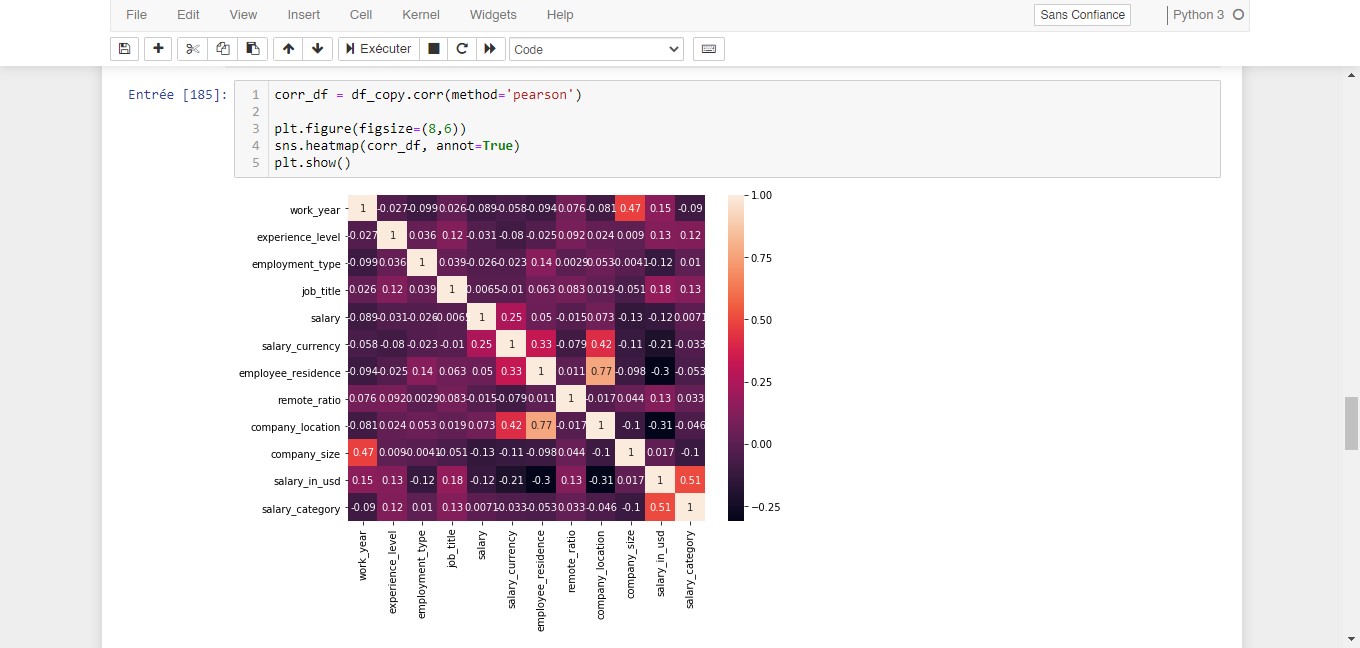 File Edit View Insert Cell Kernel Widgets Help Sans Confiance Python 3
Exécuter Code
Entrée [185]:
1 corr_df = df_copy.corr(method='pearson')
2
3 plt.figure(figsize=(8,6))
4 sns.heatmap(corr_df, annot=True)
5 plt.show()
work_year 1 -0.027 -0.099 0.026 -0.089 -0.058 -0.094 0.076 -0.081 0.47 0.15 -0.09
experience_level -0.027 1 0.036 0.12 -0.031 -0.08 -0.025 0.092 0.024 0.009 0.13 0.12
employment_type -0.099 0.036 1 0.039 -0.026 -0.023 0.14 0.0029 0.053 -0.0041 -0.12 0.01
job_title 0.026 0.12 0.039 1 -0.0065 -0.01 0.063 0.083 0.019 -0.051 0.18 0.13
salary -0.089 -0.031 -0.026 -0.0065 1 0.25 0.05 -0.015 0.073 -0.13 -0.12 0.0071
salary_currency -0.058 -0.08 -0.023 -0.01 0.25 1 0.33 -0.079 0.42 -0.11 -0.21 -0.033
employee_residence -0.094 -0.025 0.14 0.063 0.05 0.33 1 0.011 0.77 -0.098 -0.3 -0.053
remote_ratio 0.076 0.092 0.0029 0.083 -0.015 -0.079 0.011 1 -0.017 0.044 0.13 0.033
company_location -0.081 0.024 0.053 0.019 0.073 0.42 0.77 -0.017 1 -0.1 -0.31 -0.046
company_size 0.47 0.009 -0.0041 -0.051 -0.13 -0.11 -0.098 0.044 -0.1 1 0.017 -0.1
salary_in_usd 0.15 0.13 -0.12 0.18 -0.12 -0.21 -0.3 0.13 -0.31 0.017 1 0.51
salary_category -0.09 0.12 0.01 0.13 0.0071 -0.033 -0.053 0.033 -0.046 -0.1 0.51 1
work_year
experience_level
employment_type
job_title
salary
salary_currency
employee_residence
remote_ratio
company_location
company_size
salary_in_usd
salary_category
1.00
0.75
0.50
0.25
0.00
−0.25